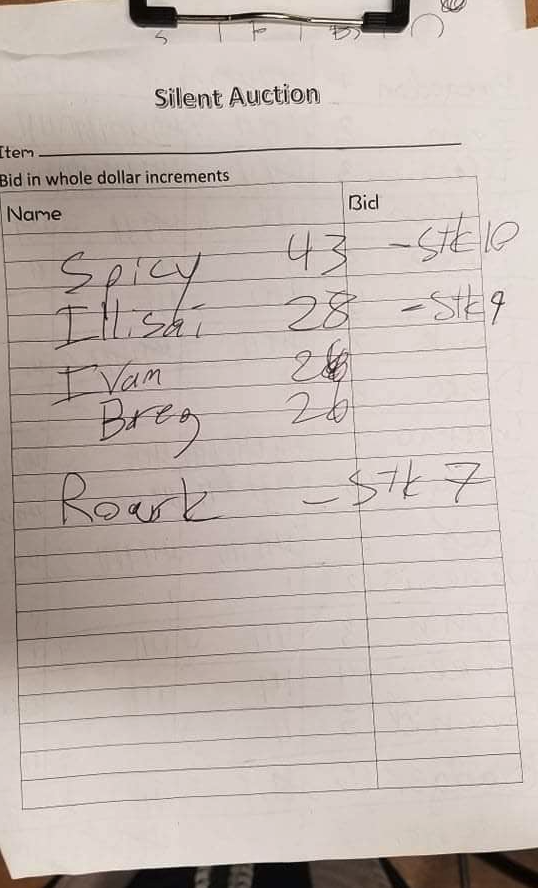 Silent Auction
Item
Bid in whole dollar increments
Name Bid
Spicy 43 - Stk 10
Illisai 28 - Stk 9
Ivan
Breg 26
Roark - Stk 7